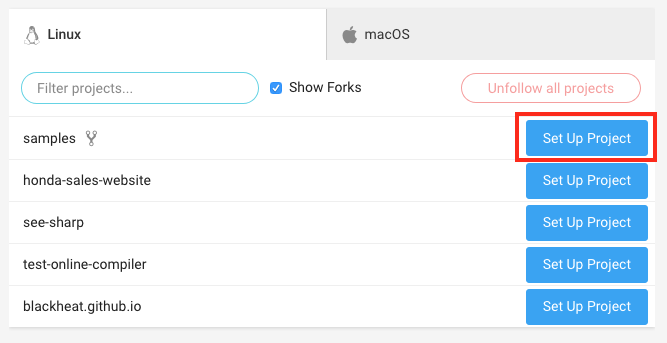 Linux
macOS
Filter projects...
Show Forks
Unfollow all projects
samples
Set Up Project
honda-sales-website
Set Up Project
see-sharp
Set Up Project
test-online-compiler
Set Up Project
blackheat.github.io
Set Up Project